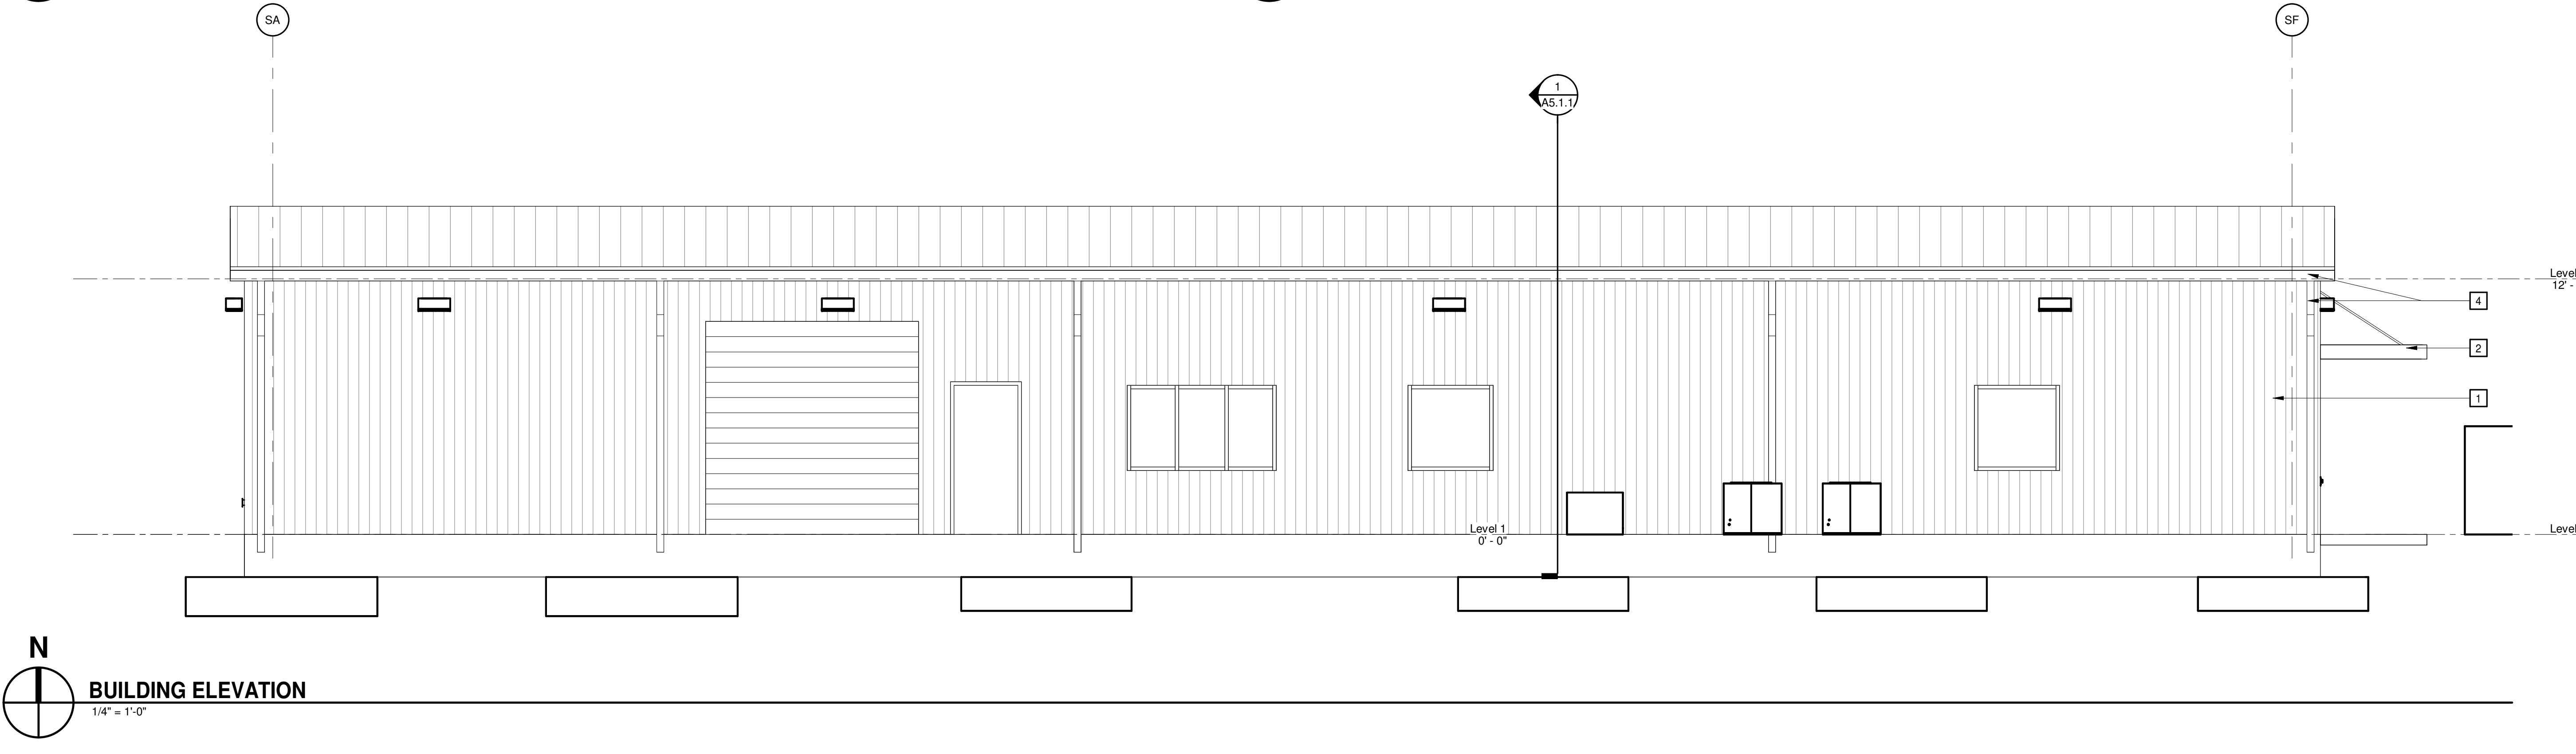 SA
SF
1
A5.1.1
Level
12' -
4
2
1
Level 1
0' - 0"
Level
N
BUILDING ELEVATION
1/4" = 1'-0"